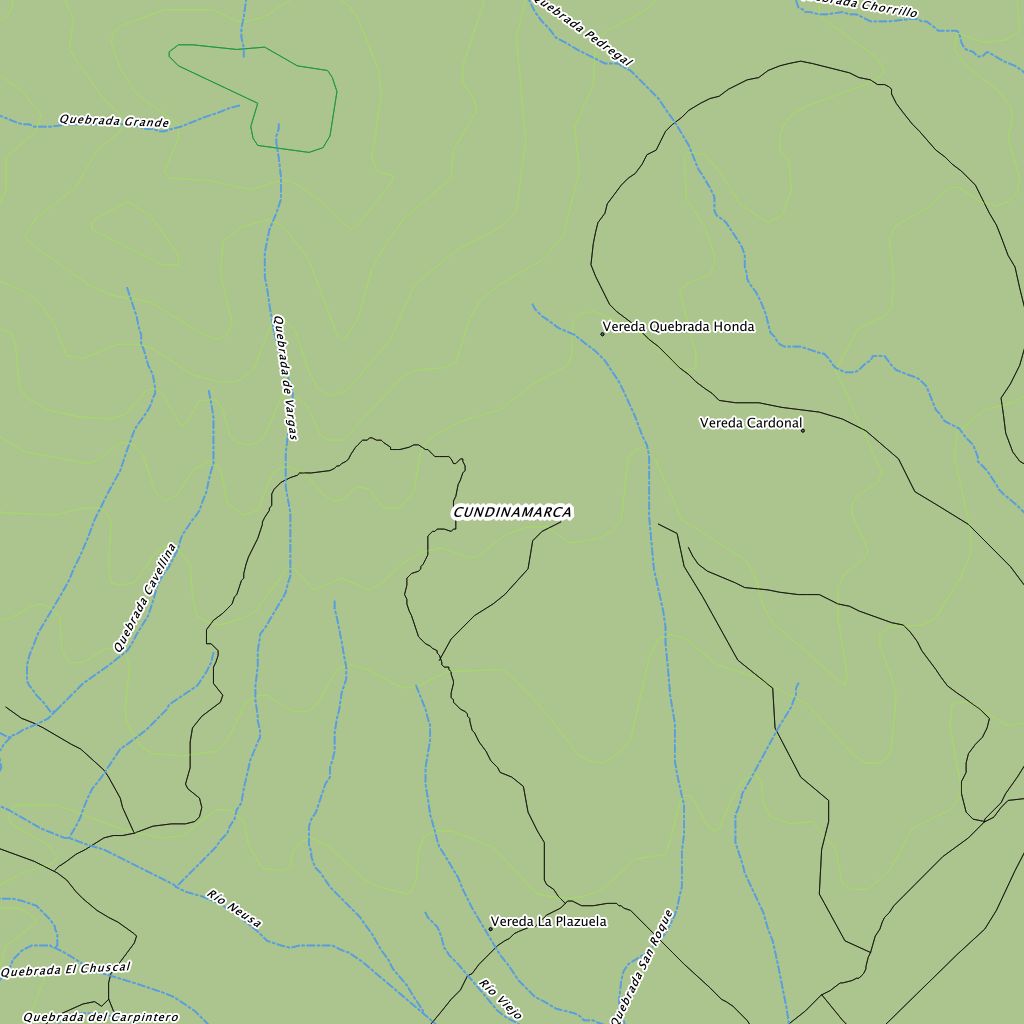 Quebrada Chorrillo
Quebrada Pedregal
Quebrada Grande
Vereda Quebrada Honda
Quebrada de Vargas
Vereda Cardonal
CUNDINAMARCA
Quebrada Cavellina
Río Neusa
Vereda La Plazuela
Quebrada San Roque
Quebrada El Chuscal
Río Viejo
Quebrada del Carpintero